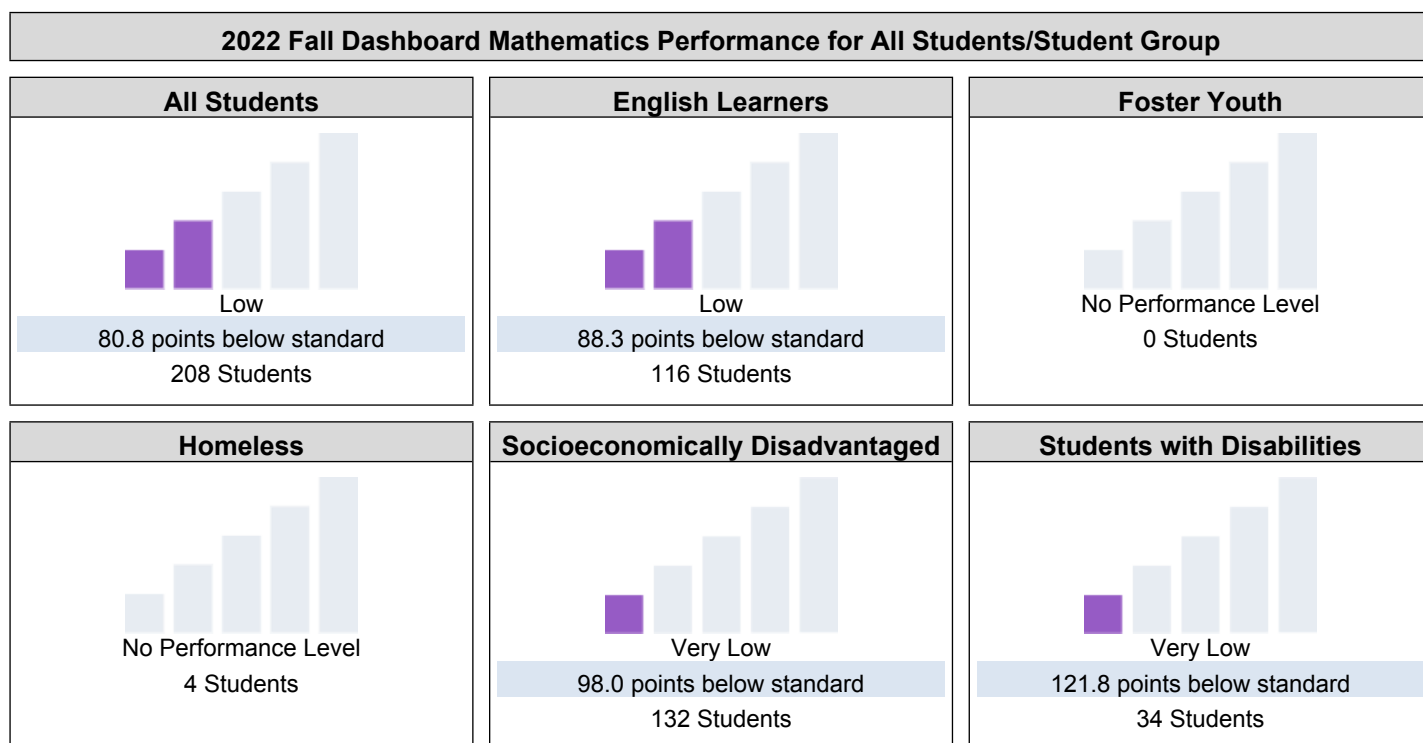 2022 Fall Dashboard Mathematics Performance for All Students/Student Group
All Students
Low
80.8 points below standard
208 Students
English Learners
Low
88.3 points below standard
116 Students
Foster Youth
No Performance Level
0 Students
Homeless
No Performance Level
4 Students
Socioeconomically Disadvantaged
Very Low
98.0 points below standard
132 Students
Students with Disabilities
Very Low
121.8 points below standard
34 Students